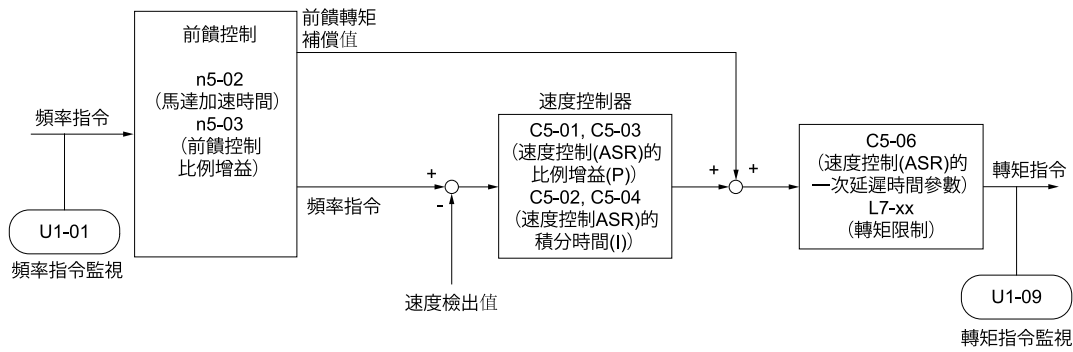 前饋控制
n5-02
(馬達加速時間)
n5-03
(前饋控制
比例增益)
前饋轉矩
補償值
頻率指令
U1-01
頻率指令監視
頻率指令
+
-
速度檢出值
速度控制器
C5-01, C5-03
(速度控制(ASR)的
比例增益(P))
C5-02, C5-04
(速度控制ASR)的
積分時間(I))
+
+
+
C5-06
(速度控制(ASR)的
一次延遲時間參數)
L7-xx
(轉矩限制)
轉矩指令
U1-09
轉矩指令監視